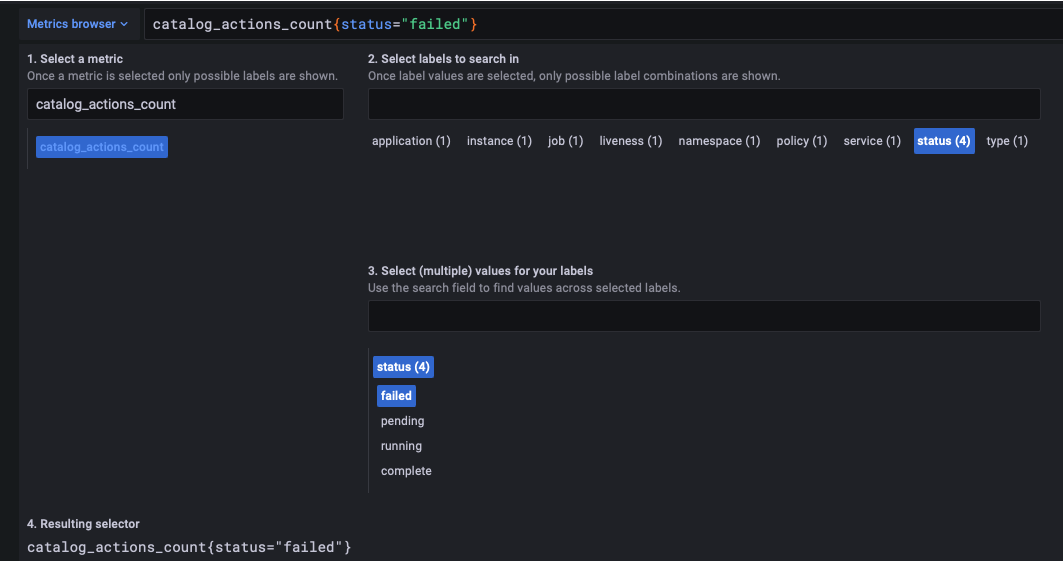 Metrics browser
catalog_actions_count{status="failed"}
1. Select a metric
Once a metric is selected only possible labels are shown.
catalog_actions_count
catalog_actions_count
2. Select labels to search in
Once label values are selected, only possible label combinations are shown.
application (1) instance (1) job (1) liveness (1) namespace (1) policy (1) service (1) status (4) type (1)
3. Select (multiple) values for your labels
Use the search field to find values across selected labels.
status (4)
failed
pending
running
complete
4. Resulting selector
catalog_actions_count{status="failed"}